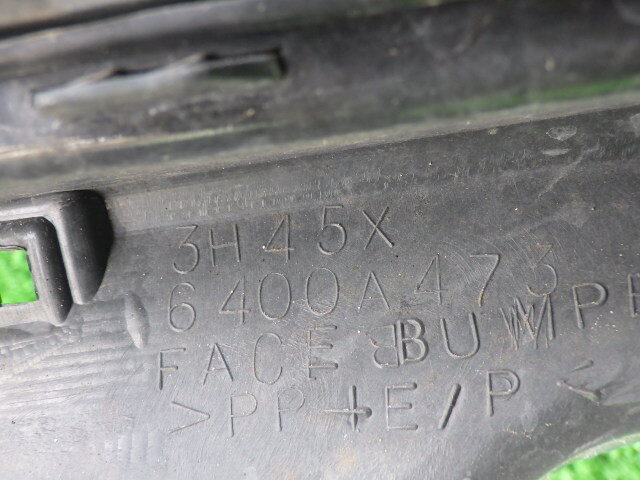 3H45X
6400A473
FACE BUMPE
>PP+E/P<